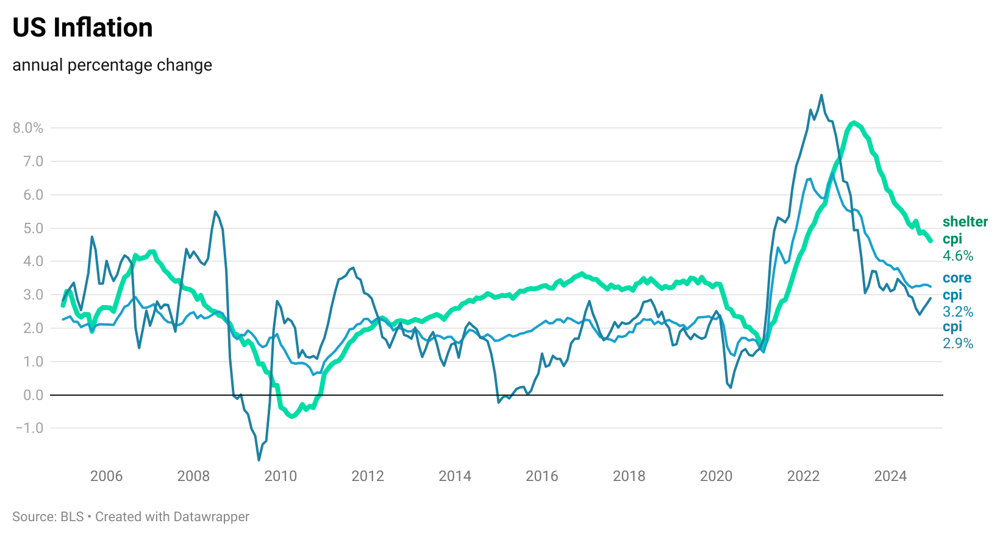 US Inflation
annual percentage change
8.0%
7.0
6.0
5.0
4.0
3.0
2.0
1.0
0.0
−1.0
shelter
cpi
4.6%
core
cpi
3.2%
cpi
2.9%
2006 2008 2010 2012 2014 2016 2018 2020 2022 2024
Source: BLS • Created with Datawrapper